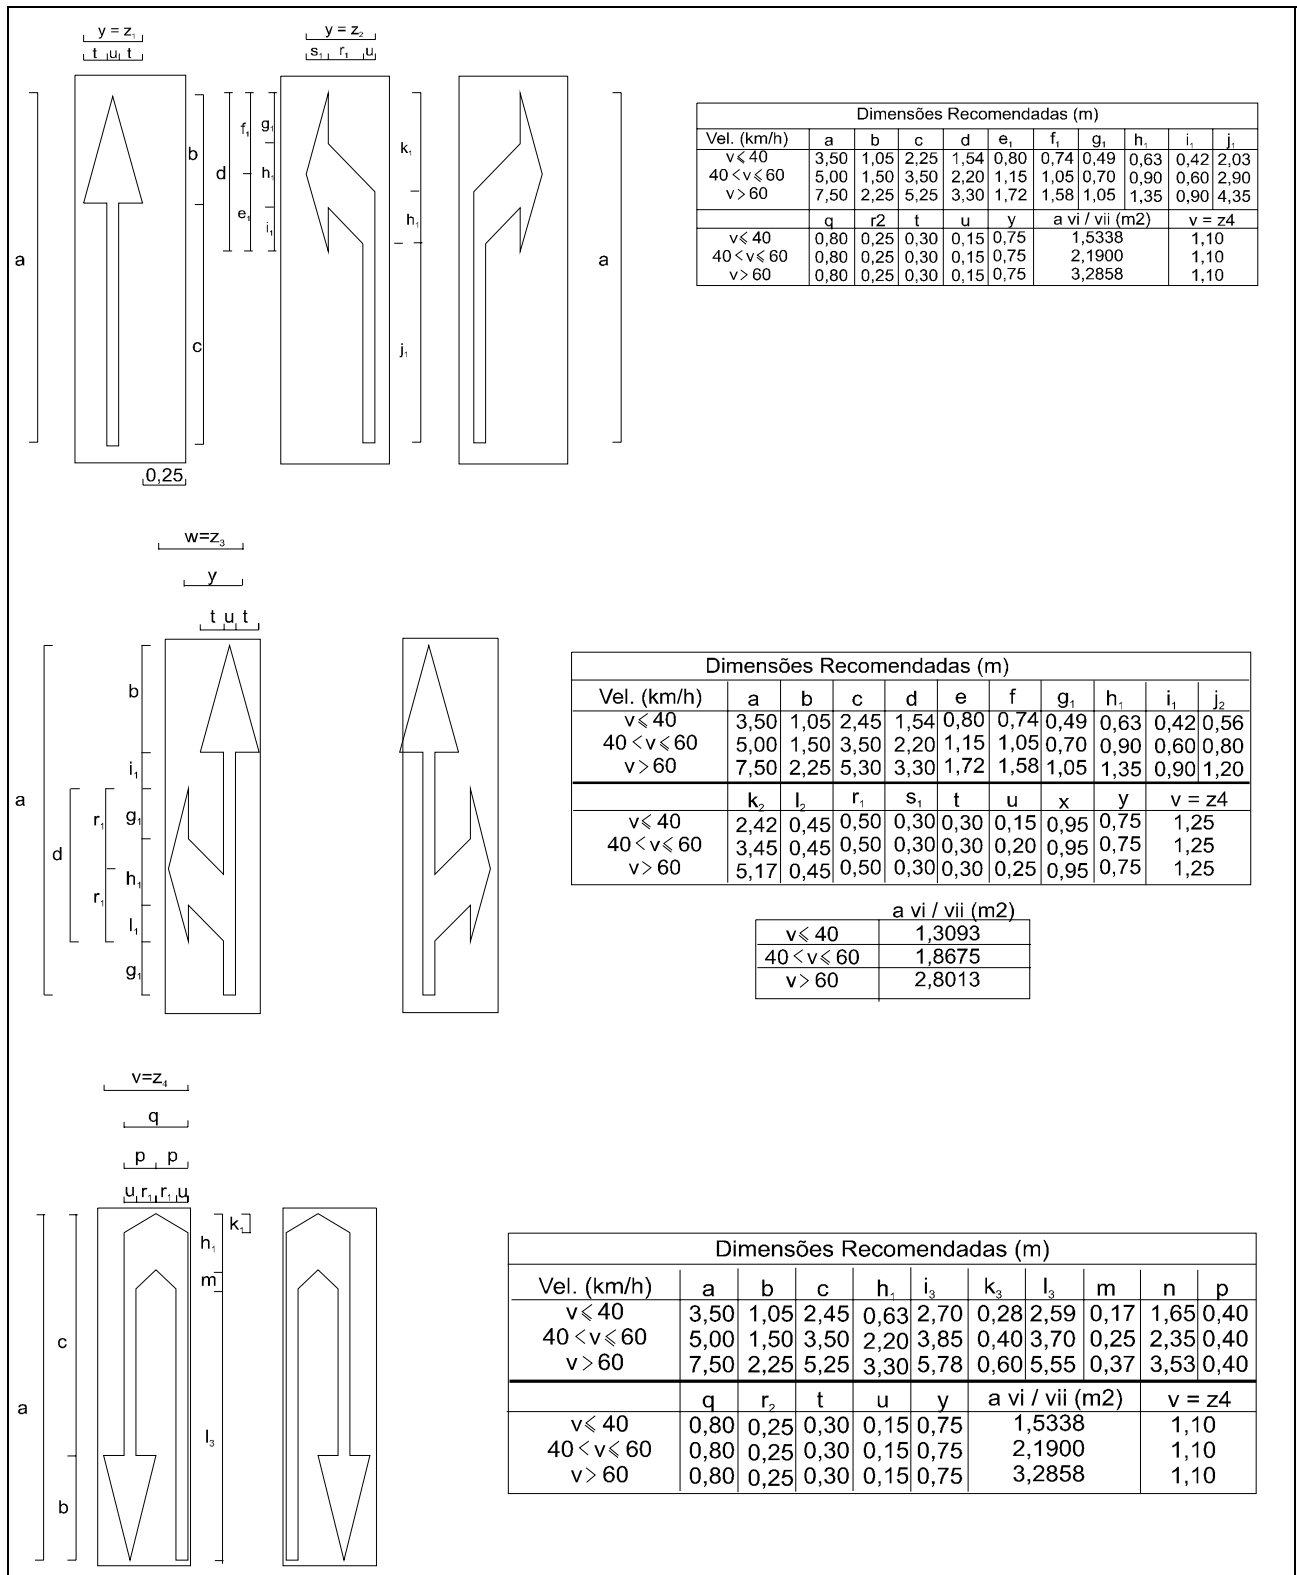 y = z₁
t u t
y = z₂
s₁ r₁ u
a
b
c
0,25
d
f₁
e₁
g₁
h₁
i₁
k₁
h₁
j₁
a
Dimensões Recomendadas (m)
Vel. (km/h) a b c d e₁ f₁ g₁ h₁ i₁ j₁
v ⩽ 40 3,50 1,05 2,25 1,54 0,80 0,74 0,49 0,63 0,42 2,03
40 < v ⩽ 60 5,00 1,50 3,50 2,20 1,15 1,05 0,70 0,90 0,60 2,90
v > 60 7,50 2,25 5,25 3,30 1,72 1,58 1,05 1,35 0,90 4,35
q r2 t u y a vi / vii (m2) v = z4
v ⩽ 40 0,80 0,25 0,30 0,15 0,75 1,5338 1,10
40 < v ⩽ 60 0,80 0,25 0,30 0,15 0,75 2,1900 1,10
v > 60 0,80 0,25 0,30 0,15 0,75 3,2858 1,10
w=z₃
y
t u t
a
d
r₁
r₁
b
i₁
g₁
h₁
l₁
g₁
Dimensões Recomendadas (m)
Vel. (km/h) a b c d e f g₁ h₁ i₁ j₂
v ⩽ 40 3,50 1,05 2,45 1,54 0,80 0,74 0,49 0,63 0,42 0,56
40 < v ⩽ 60 5,00 1,50 3,50 2,20 1,15 1,05 0,70 0,90 0,60 0,80
v > 60 7,50 2,25 5,30 3,30 1,72 1,58 1,05 1,35 0,90 1,20
k₂ l₂ r₁ s₁ t u x y v = z4
v ⩽ 40 2,42 0,45 0,50 0,30 0,30 0,15 0,95 0,75 1,25
40 < v ⩽ 60 3,45 0,45 0,50 0,30 0,30 0,20 0,95 0,75 1,25
v > 60 5,17 0,45 0,50 0,30 0,30 0,25 0,95 0,75 1,25
a vi / vii (m2)
v ⩽ 40 1,3093
40 < v ⩽ 60 1,8675
v > 60 2,8013
v=z₄
q
p p
u r₁ r₁ u
a
c
b
k₁
h₁
m
l₃
Dimensões Recomendadas (m)
Vel. (km/h) a b c h₁ i₃ k₃ l₃ m n p
v ⩽ 40 3,50 1,05 2,45 0,63 2,70 0,28 2,59 0,17 1,65 0,40
40 < v ⩽ 60 5,00 1,50 3,50 2,20 3,85 0,40 3,70 0,25 2,35 0,40
v > 60 7,50 2,25 5,25 3,30 5,78 0,60 5,55 0,37 3,53 0,40
q r₂ t u y a vi / vii (m2) v = z4
v ⩽ 40 0,80 0,25 0,30 0,15 0,75 1,5338 1,10
40 < v ⩽ 60 0,80 0,25 0,30 0,15 0,75 2,1900 1,10
v > 60 0,80 0,25 0,30 0,15 0,75 3,2858 1,10